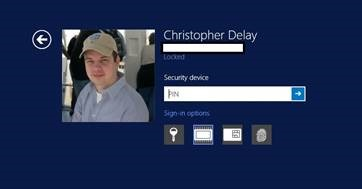 Christopher Delay
Locked
Security device
PIN
Sign-in options